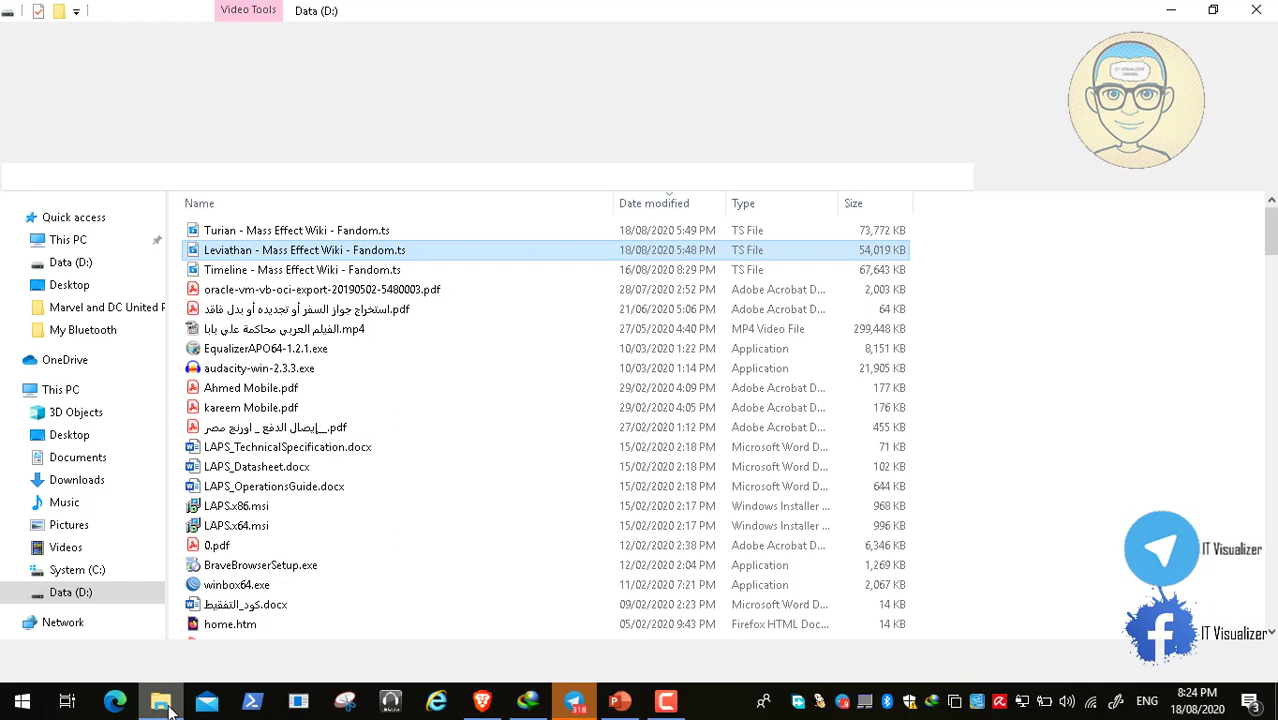 Video Tools
Data (D:)
IT VISUALIZER
CHANNEL
Name
Date modified
Type
Size
Quick access
This PC
Data (D:)
Desktop
Marvel and DC United F
My Bluetooth
OneDrive
This PC
3D Objects
Desktop
Documents
Downloads
Music
Pictures
Videos
System (C:)
Data (D:)
Network
Turian - Mass Effect Wiki - Fandom.ts 18/08/2020 5:49 PM TS File 73,772 KB
Leviathan - Mass Effect Wiki - Fandom.ts 18/08/2020 5:48 PM TS File 54,019 KB
Timeline - Mass Effect Wiki - Fandom.ts 16/08/2020 8:29 PM TS File 67,643 KB
oracle-vm-vb-oci-export-20190502-5480003.pdf 28/07/2020 2:52 PM Adobe Acrobat D... 2,003 KB
استخراج جواز السفر أو تجديده أو بدل فاقد.pdf 21/06/2020 5:06 PM Adobe Acrobat D... 64 KB
الفيلم العربي محاكمة علي بابا.mp4 27/05/2020 4:40 PM MP4 Video File 299,448 KB
EqualizerAPO64-1.2.1.exe 10/03/2020 1:22 PM Application 8,151 KB
audacity-win-2.3.3.exe 10/03/2020 1:14 PM Application 21,905 KB
Ahmed Mobile.pdf 29/02/2020 4:09 PM Adobe Acrobat D... 177 KB
kareem Mobile.pdf 29/02/2020 4:05 PM Adobe Acrobat D... 176 KB
إيصال الدفع _ اورنچ مصر__.pdf 27/02/2020 1:12 PM Adobe Acrobat D... 455 KB
LAPS_TechnicalSpecification.docx 15/02/2020 2:18 PM Microsoft Word D... 71 KB
LAPS_Datasheet.docx 15/02/2020 2:18 PM Microsoft Word D... 102 KB
LAPS_OperationsGuide.docx 15/02/2020 2:18 PM Microsoft Word D... 644 KB
LAPS.x86.msi 15/02/2020 2:17 PM Windows Installer ... 968 KB
LAPS.x64.msi 15/02/2020 2:17 PM Windows Installer ... 996 KB
0.pdf 12/02/2020 2:38 PM Adobe Acrobat D... 6,346 KB
BraveBrowserSetup.exe 12/02/2020 2:04 PM Application 1,269 KB
winbox64.exe 11/02/2020 7:21 PM Application 2,067 KB
كود_التفقيط.docx 09/02/2020 2:23 PM Microsoft Word D... 14 KB
home.htm 05/02/2020 9:43 PM Firefox HTML Doc... 14 KB
IT Visualizer
IT Visualizer
318
ENG
8:24 PM
18/08/2020
3